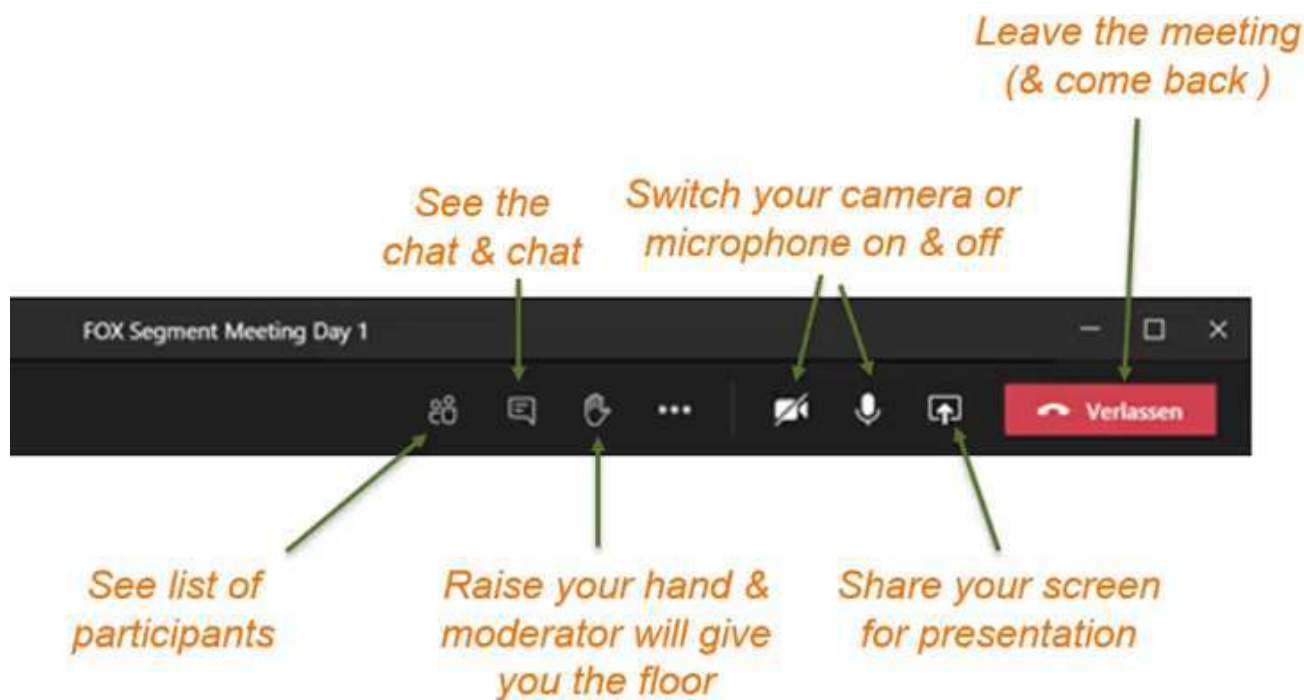 Leave the meeting
(& come back )
See the
chat & chat
Switch your camera or
microphone on & off
FOX Segment Meeting Day 1
Verlassen
See list of
participants
Raise your hand &
moderator will give
you the floor
Share your screen
for presentation